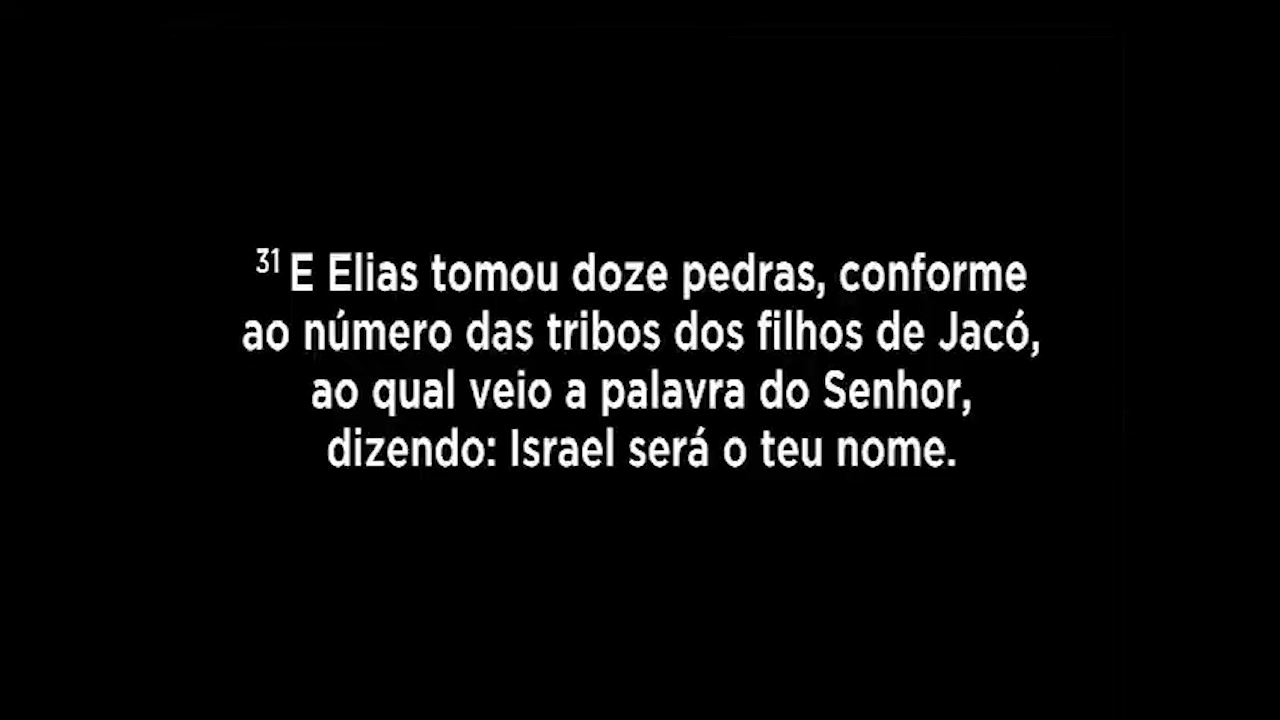 31 E Elias tomou doze pedras, conforme
ao número das tribos dos filhos de Jacó,
ao qual veio a palavra do Senhor,
dizendo: Israel será o teu nome.